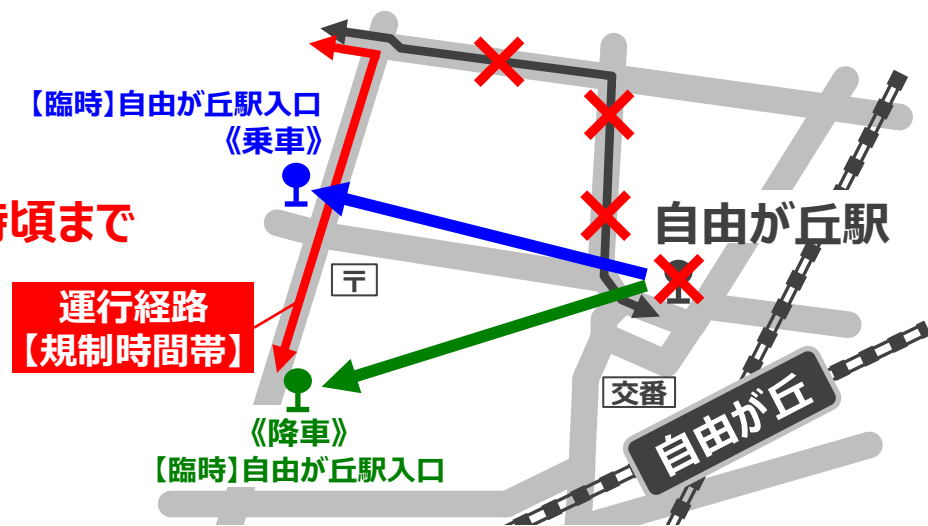 【臨時】自由が丘駅入口
《乗車》
時頃まで
自由が丘駅
〒
運行経路
【規制時間帯】
交番
自由が丘
《降車》
【臨時】自由が丘駅入口